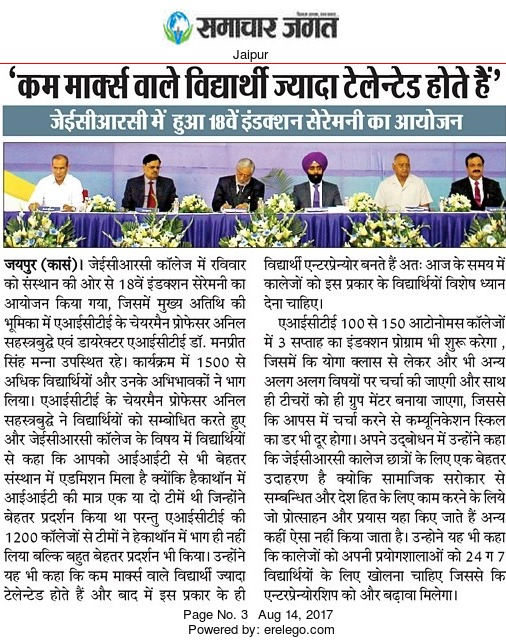 समाचार जगत
Jaipur
‘कम मार्क्स वाले विद्यार्थी ज्यादा टेलेन्टेड होते हैं’
जेईसीआरसी में हुआ 18वें इंडक्शन सेरेमनी का आयोजन
जयपुर (कासं)। जेईसीआरसी कॉलेज में रविवार
को संस्थान की ओर से 18वें इंडक्शन सेरेमनी का
आयोजन किया गया, जिसमें मुख्य अतिथि की
भूमिका में एआईसीटीई के चेयरमैन प्रोफेसर अनिल
सहस्त्रबुद्वे एवं डायरेक्टर एआईसीटीई डॉ. मनप्रीत
सिंह मन्ना उपस्थित रहे। कार्यक्रम में 1500 से
अधिक विद्यार्थियों और उनके अभिभावकों ने भाग
लिया। एआईसीटीई के चेयरमैन प्रोफेसर अनिल
सहस्त्रबुद्वे ने विद्यार्थियों को सम्बोधित करते हुए
और जेईसीआरसी कॉलेज के विषय में विद्यार्थियों
से कहा कि आपको आईआईटी से भी बेहतर
संस्थान में एडमिशन मिला है क्योंकि हैकाथॉन में
आईआईटी की मात्र एक या दो टीमें थी जिन्होंने
बेहतर प्रदर्शन किया था परन्तु एआईसीटीई की
1200 कॉलेजों से टीमों ने हेकाथॉन में भाग ही नहीं
लिया बल्कि बहुत बेहतर प्रदर्शन भी किया। उन्होंने
यह भी कहा कि कम मार्क्स वाले विद्यार्थी ज्यादा
टेलेन्टेड होते हैं और बाद में इस प्रकार के ही
विद्यार्थी एन्टरप्रेन्योर बनते हैं अतः आज के समय में
कालेजों को इस प्रकार के विद्यार्थियों विशेष ध्यान
देना चाहिए।
एआईसीटीई 100 से 150 आटोनोमस कॉलेजों
में 3 सप्ताह का इंडक्शन प्रोग्राम भी शुरू करेगा ,
जिसमें कि योगा क्लास से लेकर और भी अन्य
अलग अलग विषयों पर चर्चा की जाएगी और साथ
ही टीचरों को ही ग्रुप मेंटर बनाया जाएगा, जिससे
कि आपस में चर्चा करने से कम्यूनिकेशन स्किल
का डर भी दूर होगा। अपने उद्बोधन में उन्होंने कहा
कि जेईसीआरसी कालेज छात्रों के लिए एक बेहतर
उदाहरण है क्योकि सामाजिक सरोकार से
सम्बन्धित और देश हित के लिए काम करने के लिये
जो प्रोत्साहन और प्रयास यहा किए जाते हैं अन्य
कहीं ऐसा नहीं किया जाता है। उन्होने यह भी कहा
कि कालेजों को अपनी प्रयोगशालाओं को 24 ग 7
विद्यार्थियों के लिए खोलना चाहिए जिससे कि
एन्टरप्रेन्योरशिप को और बढ़ावा मिलेगा।
Page No. 3 Aug 14, 2017
Powered by: erelego.com